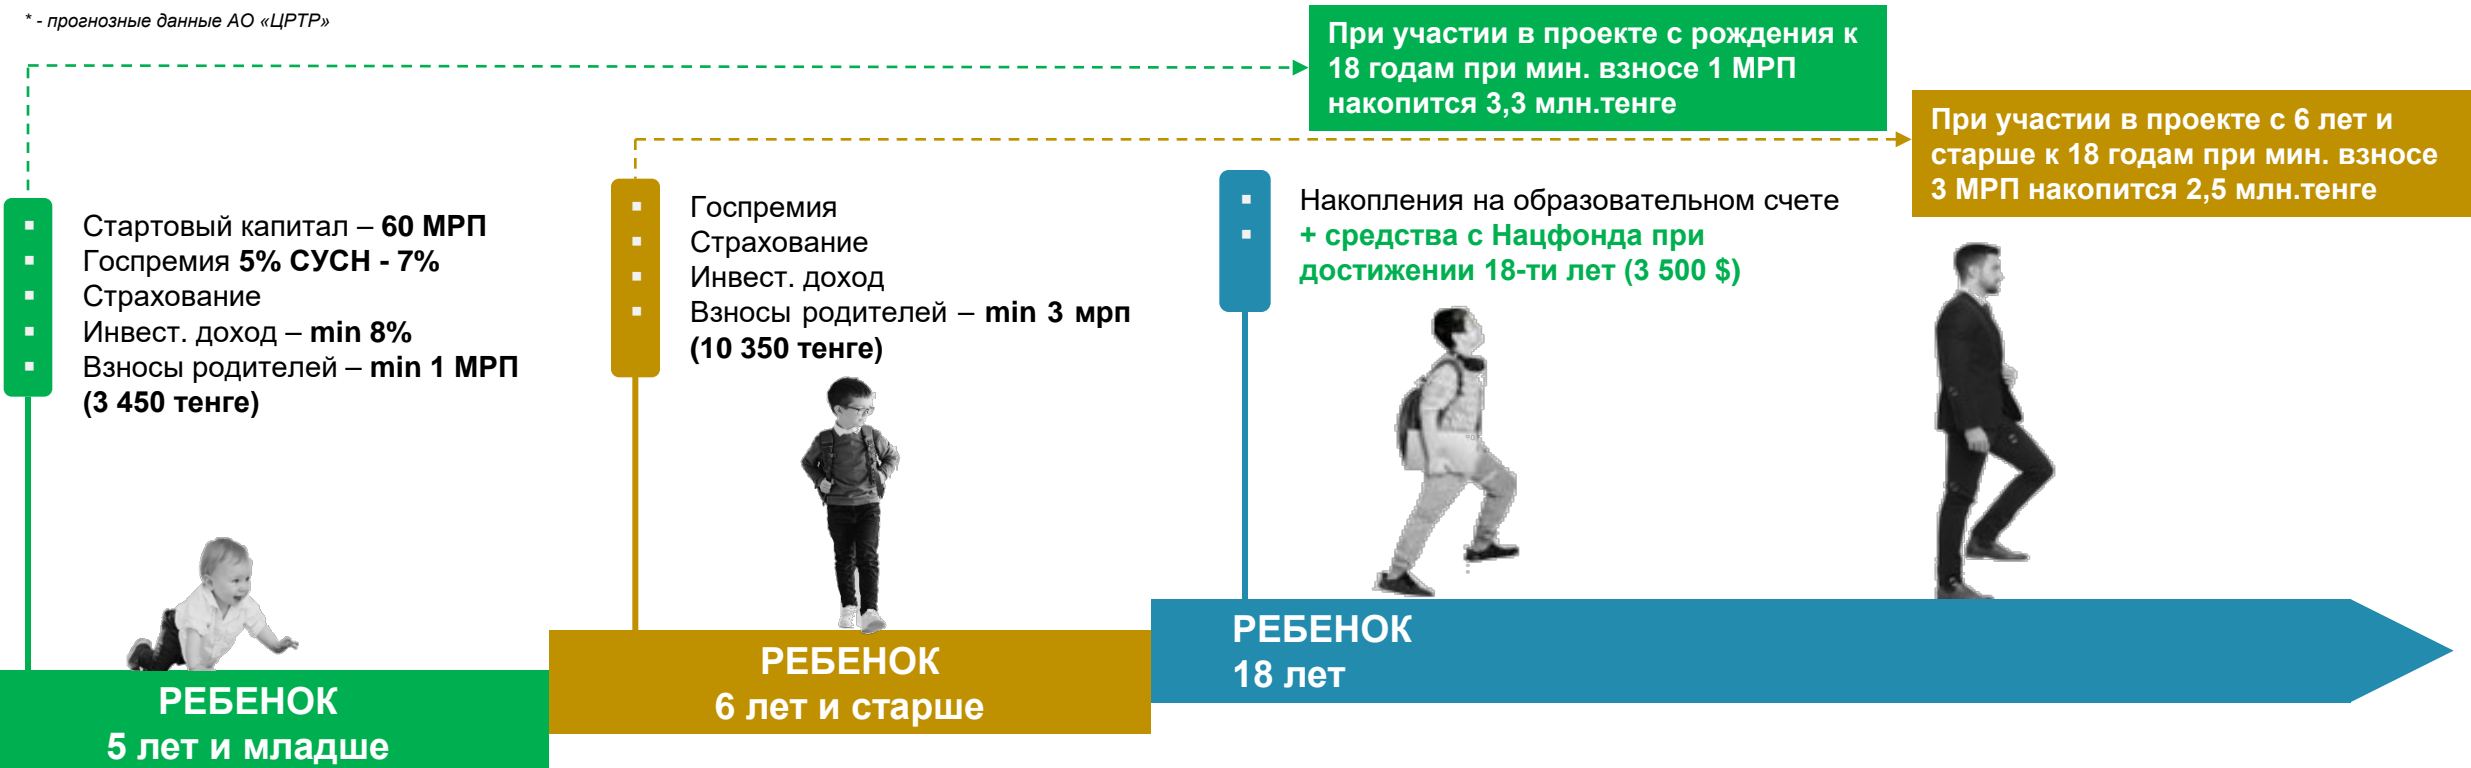 * - прогнозные данные АО «ЦРТР»
При участии в проекте с рождения к
18 годам при мин. взносе 1 МРП
накопится 3,3 млн.тенге
При участии в проекте с 6 лет и
старше к 18 годам при мин. взносе
3 МРП накопится 2,5 млн.тенге
Стартовый капитал – 60 МРП
Госпремия 5% СУСН - 7%
Страхование
Инвест. доход – min 8%
Взносы родителей – min 1 МРП
(3 450 тенге)
Госпремия
Страхование
Инвест. доход
Взносы родителей – min 3 мрп
(10 350 тенге)
Накопления на образовательном счете
+ средства с Нацфонда при
достижении 18-ти лет (3 500 $)
РЕБЕНОК
5 лет и младше
РЕБЕНОК
6 лет и старше
РЕБЕНОК
18 лет